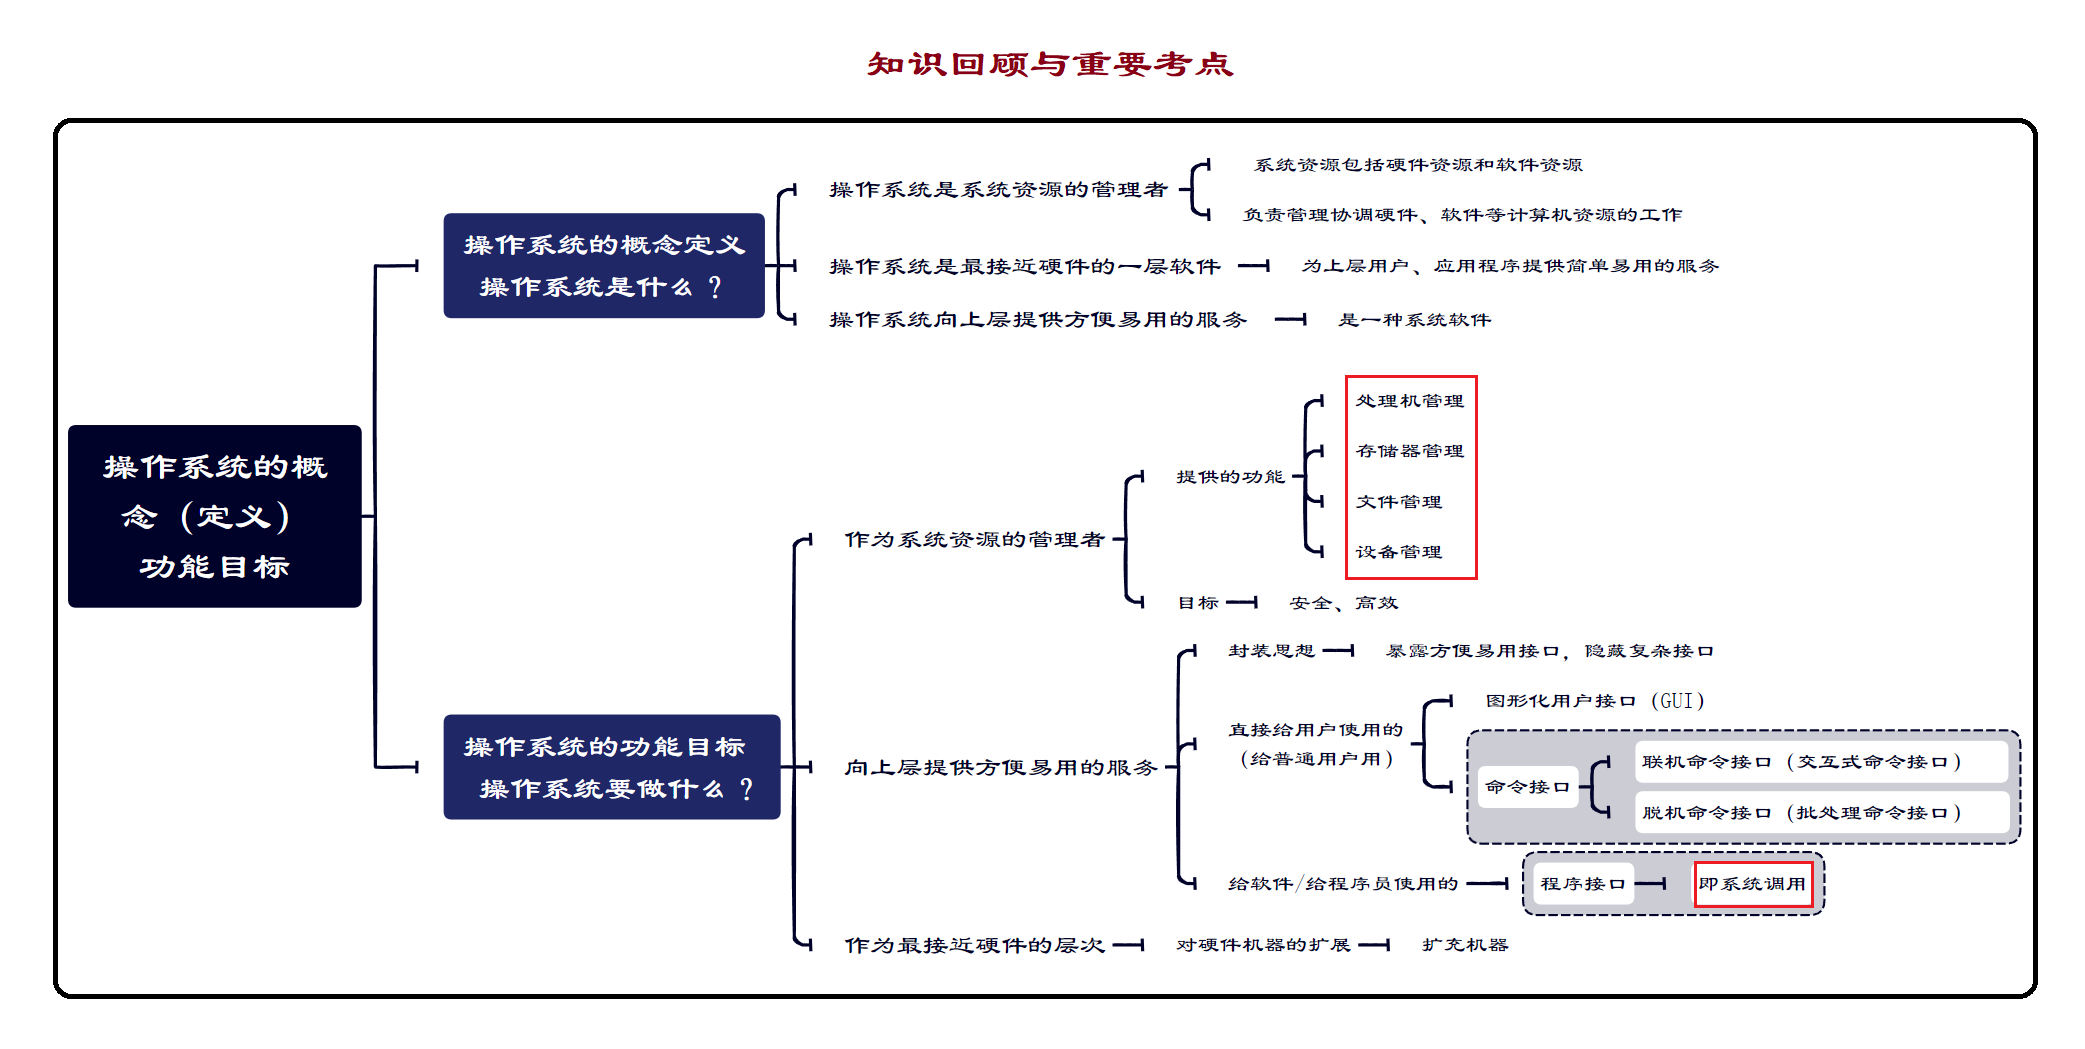 知识回顾与重要考点
操作系统的概
念（定义）
功能目标
操作系统的概念定义
操作系统是什么？
操作系统是系统资源的管理者
系统资源包括硬件资源和软件资源
负责管理协调硬件、软件等计算机资源的工作
操作系统是最接近硬件的一层软件
为上层用户、应用程序提供简单易用的服务
操作系统向上层提供方便易用的服务
是一种系统软件
操作系统的功能目标
操作系统要做什么？
作为系统资源的管理者
提供的功能
处理机管理
存储器管理
文件管理
设备管理
目标
安全、高效
向上层提供方便易用的服务
封装思想
暴露方便易用接口，隐藏复杂接口
直接给用户使用的
（给普通用户用）
图形化用户接口（GUI）
命令接口
联机命令接口（交互式命令接口）
脱机命令接口（批处理命令接口）
给软件/给程序员使用的
程序接口
即系统调用
作为最接近硬件的层次
对硬件机器的扩展
扩充机器